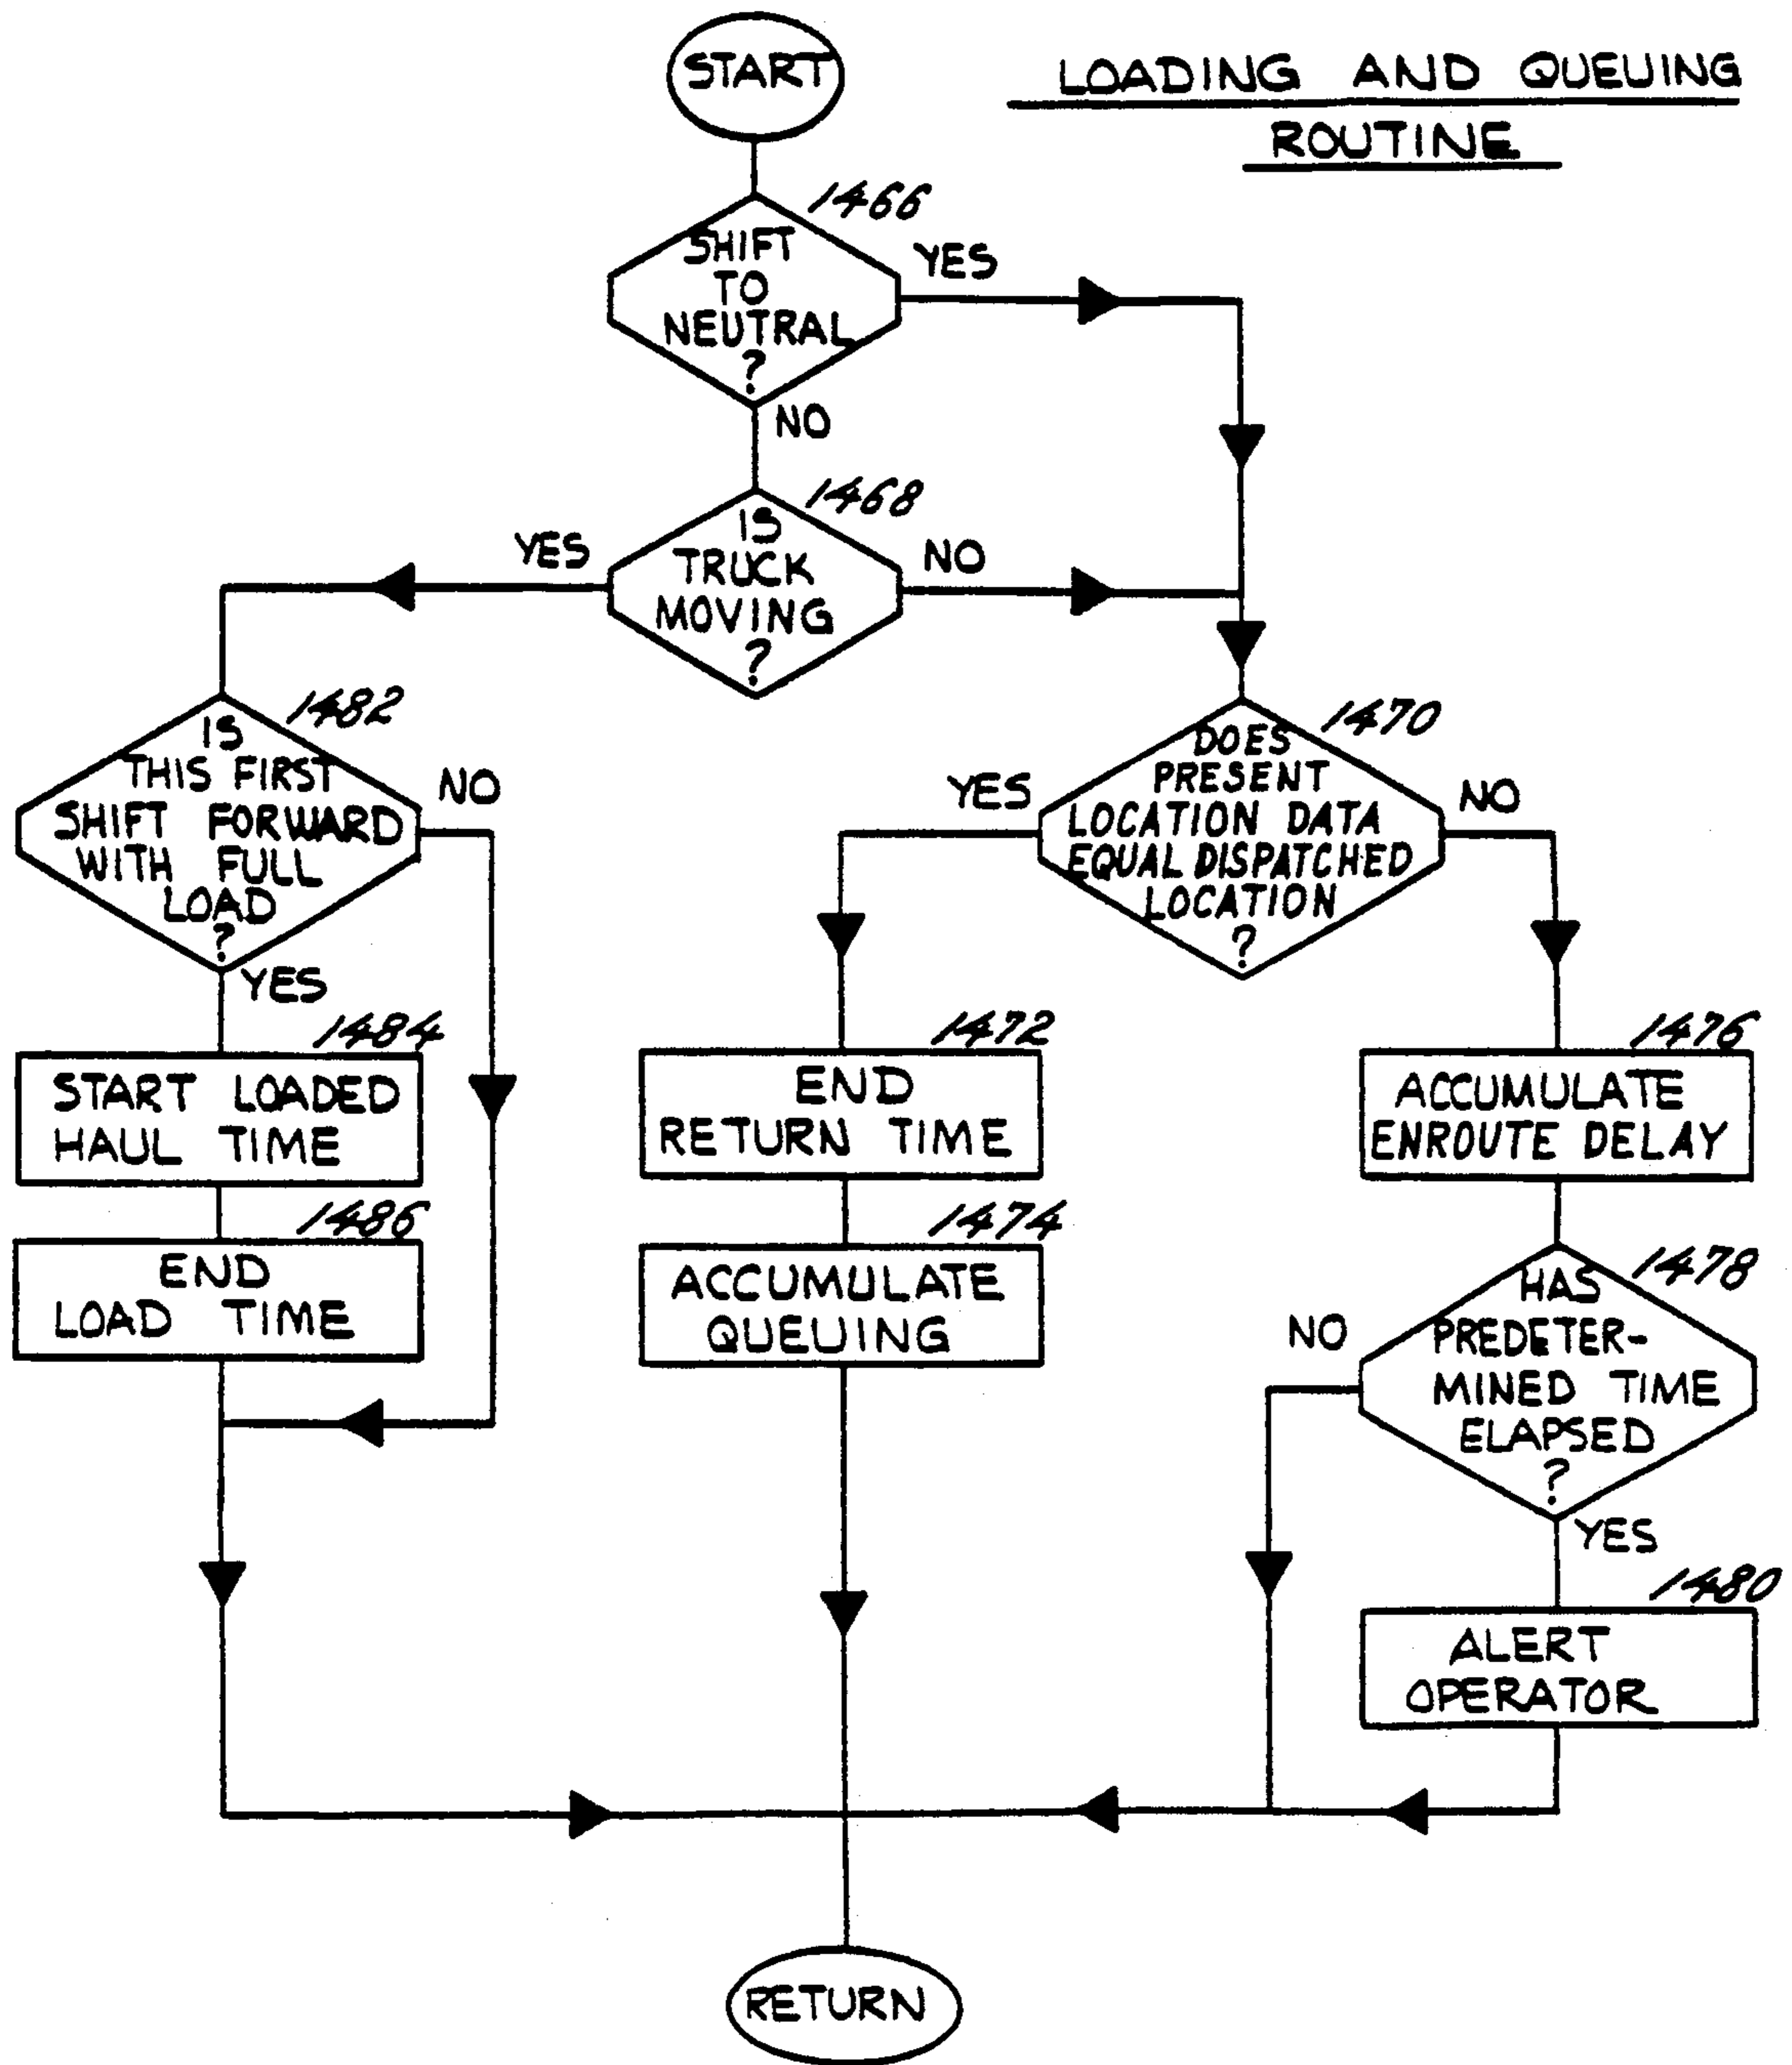 START
LOADING AND QUEUING
ROUTINE
1466
SHIFT
TO
NEUTRAL
?
YES
NO
1468
IS
TRUCK
MOVING
?
YES
NO
1482
IS
THIS FIRST
SHIFT FORWARD
WITH FULL
LOAD
?
NO
YES
1470
DOES
PRESENT
LOCATION DATA
EQUAL DISPATCHED
LOCATION
?
YES
NO
1484
START LOADED
HAUL TIME
1486
END
LOAD TIME
1472
END
RETURN TIME
1474
ACCUMULATE
QUEUING
1476
ACCUMULATE
ENROUTE DELAY
1478
HAS
PREDETER-
MINED TIME
ELAPSED
?
NO
YES
1480
ALERT
OPERATOR
RETURN